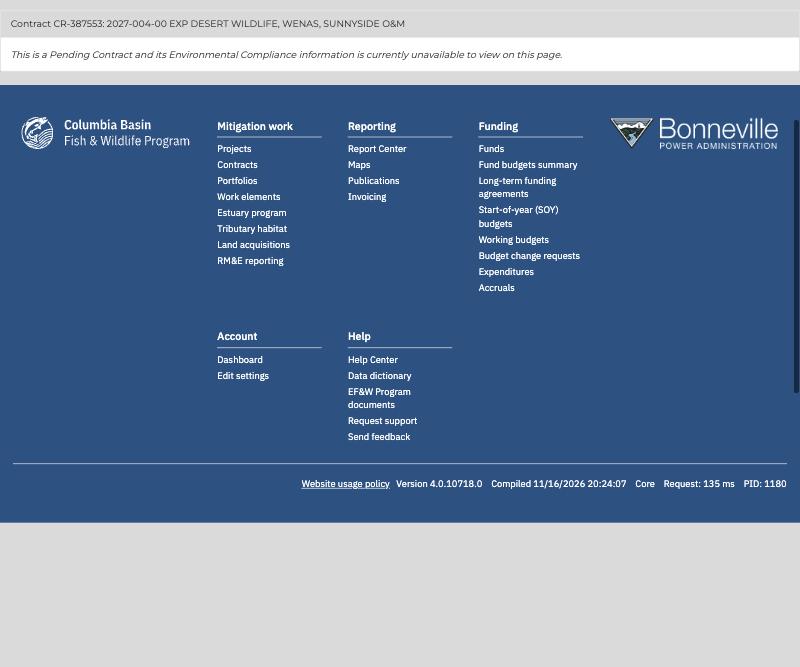 Contract CR-387553: 2027-004-00 EXP DESERT WILDLIFE, WENAS, SUNNYSIDE O&M
This is a Pending Contract and its Environmental Compliance information is currently unavailable to view on this page.
Columbia Basin
Fish & Wildlife Program
Mitigation work
Projects
Contracts
Portfolios
Work elements
Estuary program
Tributary habitat
Land acquisitions
RM&E reporting
Reporting
Report Center
Maps
Publications
Invoicing
Funding
Funds
Fund budgets summary
Long-term funding
agreements
Start-of-year (SOY)
budgets
Working budgets
Budget change requests
Expenditures
Accruals
Bonneville
POWER ADMINISTRATION
Account
Dashboard
Edit settings
Help
Help Center
Data dictionary
EF&W Program
documents
Request support
Send feedback
Website usage policy Version 4.0.10718.0 Compiled 11/16/2026 20:24:07 Core Request: 135 ms PID: 1180